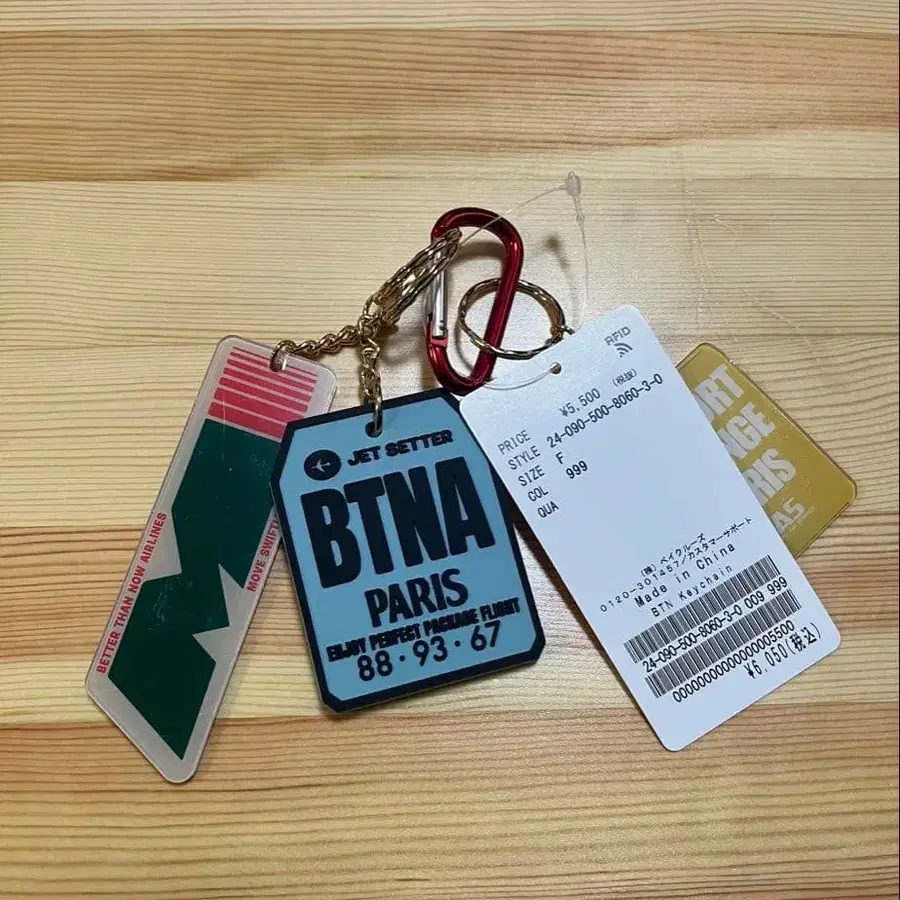 BETTER THAN NOW AIRLINES
MOVE SWIFT
JET SETTER
BTNA
PARIS
ENJOY PERFECT PACKAGE FLIGHT
88・93・67
RFID
PRICE ¥5,500 (税抜)
STYLE 24-090-500-8060-3-0
SIZE F
COL 999
QUA
(株) ベイクルーズ
0120-301457/カスタマーサポート
Made in China
BTN Keychain
24-090-500-8060-3-0 009 999
0000000000000005500
¥6,050(税込)
RT
NGE
RIS